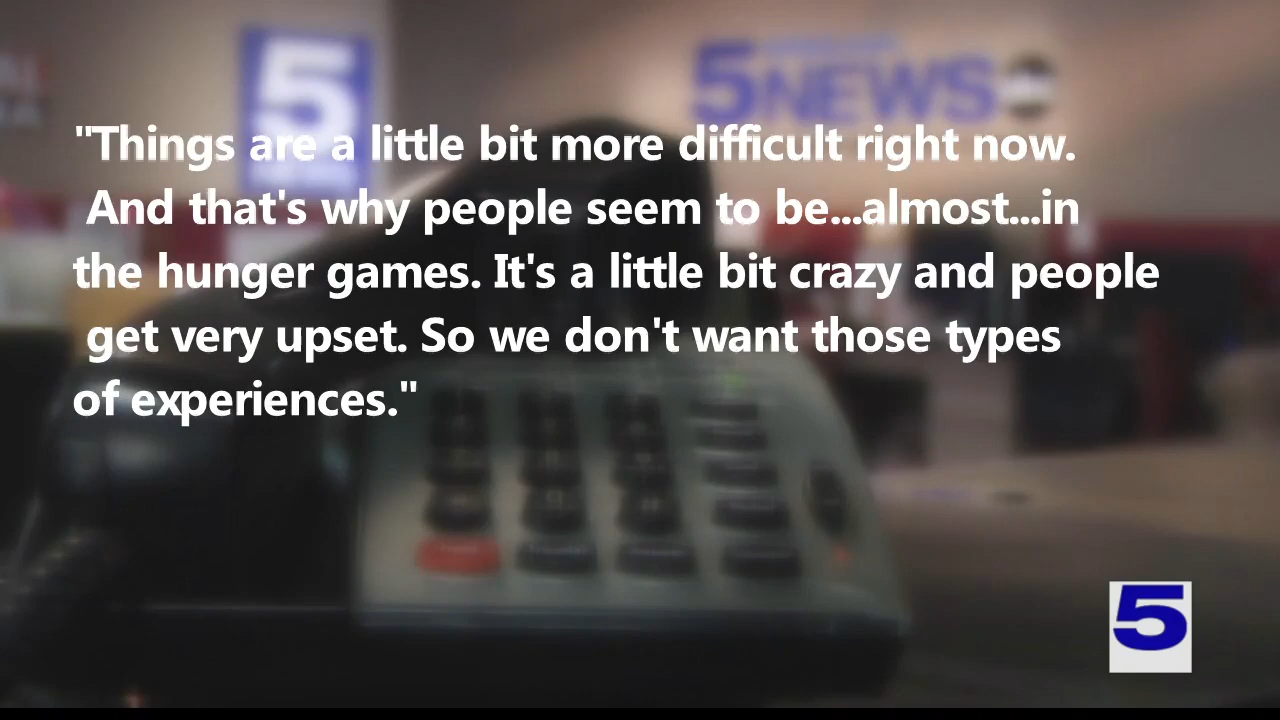 5
5NEWS
"Things are a little bit more difficult right now.
And that's why people seem to be...almost...in
the hunger games. It's a little bit crazy and people
get very upset. So we don't want those types
of experiences."
5